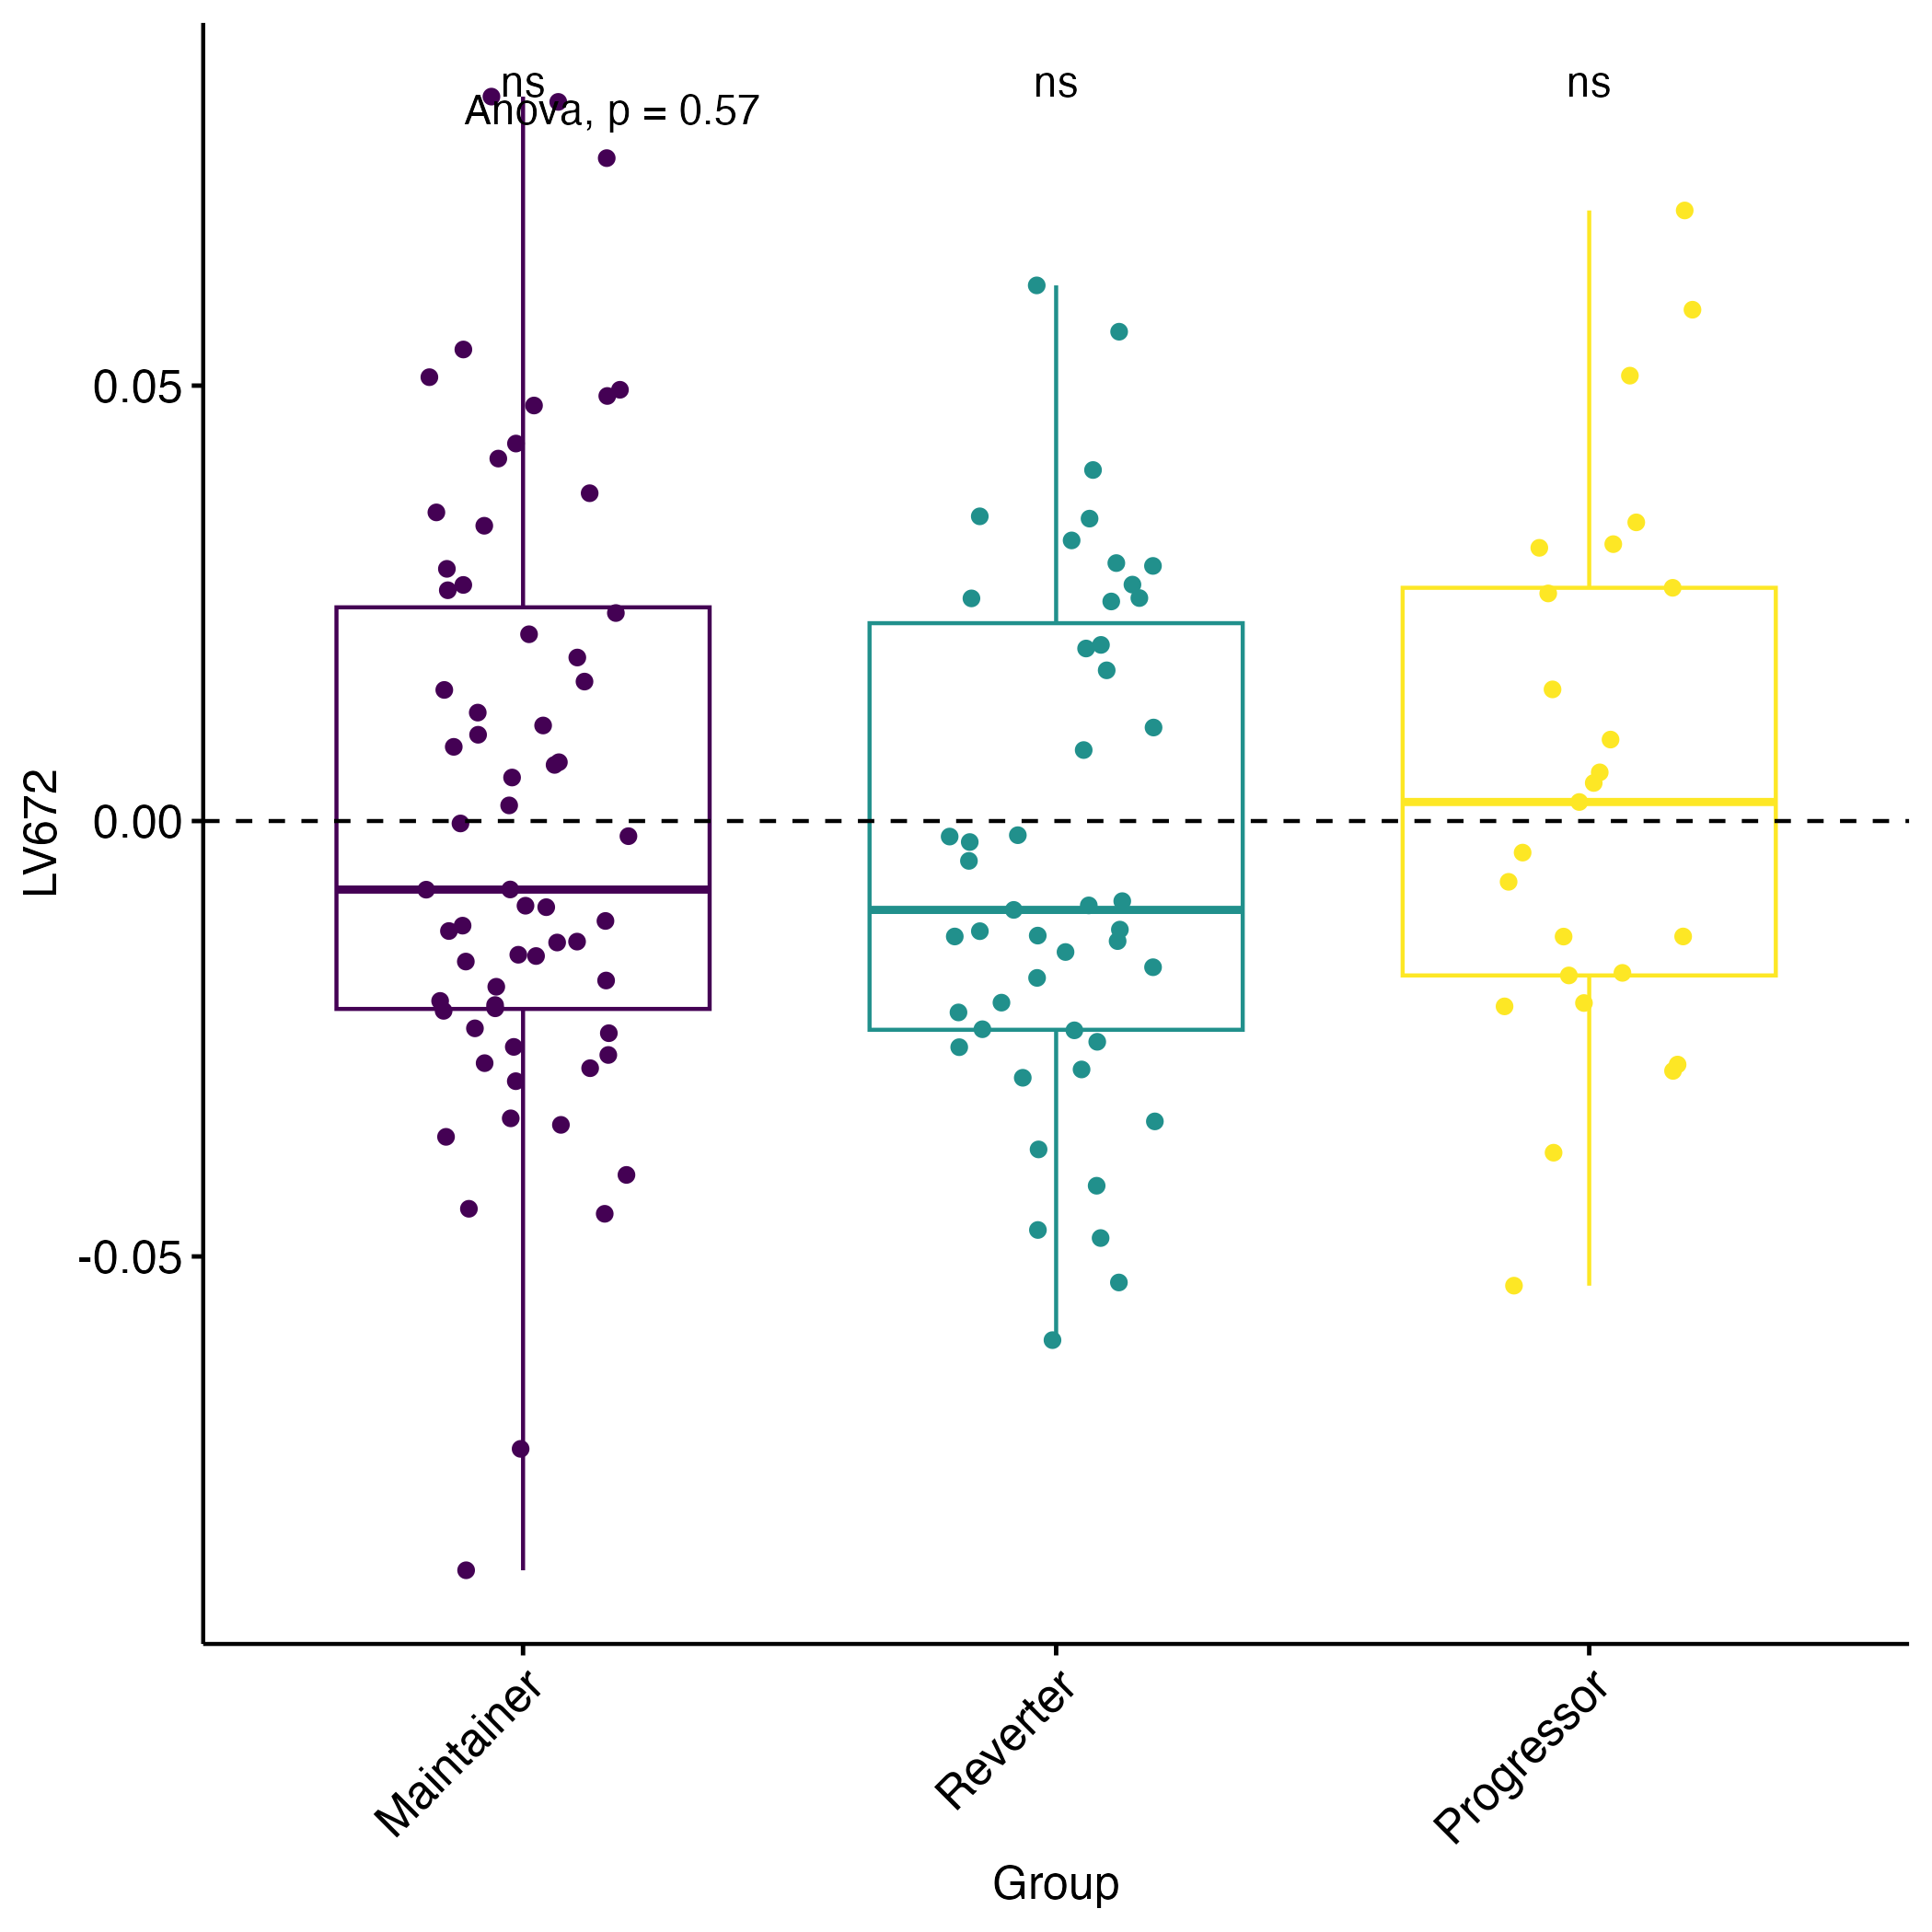 ns ns ns
Anova, p = 0.57
0.05
0.00
-0.05
LV672
Maintainer
Reverter
Progressor
Group